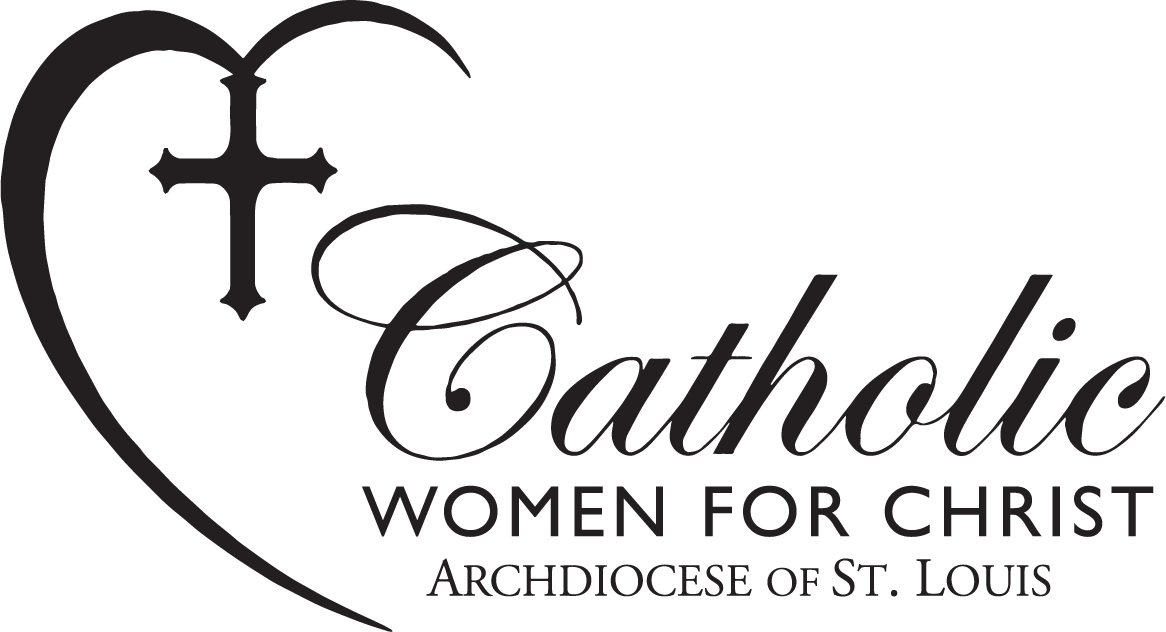 Catholic
WOMEN FOR CHRIST
ARCHDIOCESE OF ST. LOUIS